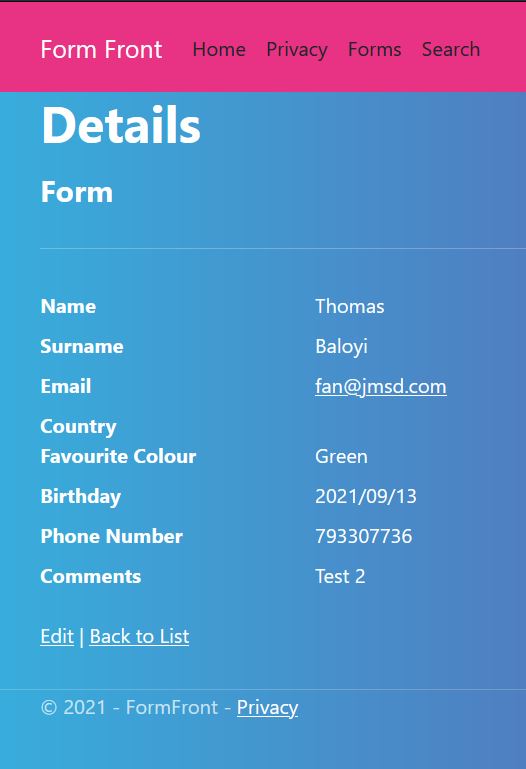 Form Front Home Privacy Forms Search
Details
Form
Name Thomas
Surname Baloyi
Email fan@jmsd.com
Country
Favourite Colour Green
Birthday 2021/09/13
Phone Number 793307736
Comments Test 2
Edit | Back to List
© 2021 - FormFront - Privacy